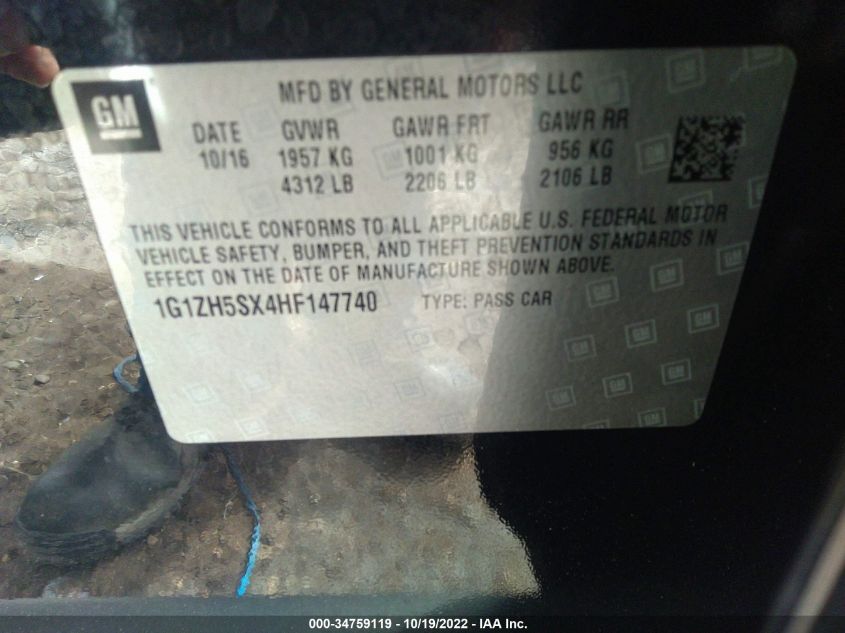 GM
MFD BY GENERAL MOTORS LLC
DATE GVWR GAWR FRT GAWR RR
10/16 1957 KG 1001 KG 956 KG
4312 LB 2206 LB 2106 LB
THIS VEHICLE CONFORMS TO ALL APPLICABLE U.S. FEDERAL MOTOR
VEHICLE SAFETY, BUMPER, AND THEFT PREVENTION STANDARDS IN
EFFECT ON THE DATE OF MANUFACTURE SHOWN ABOVE.
1G1ZH5SX4HF147740 TYPE: PASS CAR
000-34759119 - 10/19/2022 - IAA Inc.